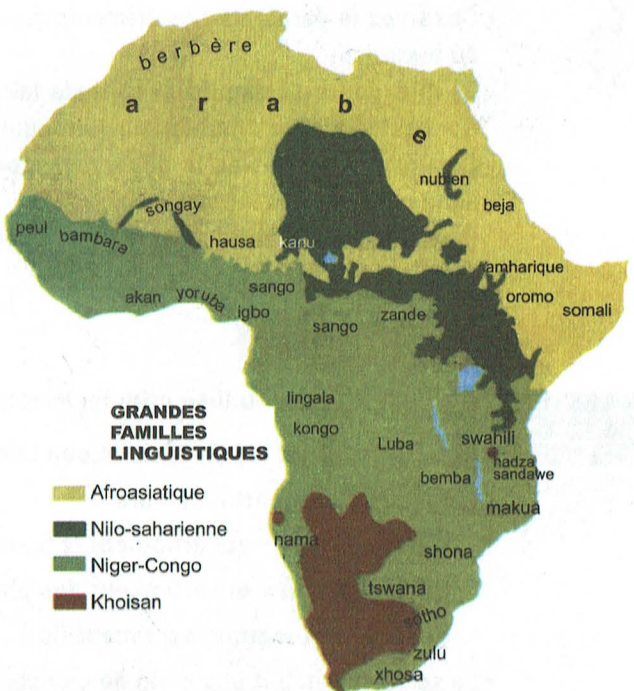 berbère
arabe
nubien
beja
songay
peul
bambara
hausa
kanu
amharique
oromo
somali
akan
yoruba
igbo
sango
sango
zande
lingala
kongo
Luba
swahili
hadza
sandawe
bemba
makua
nama
shona
tswana
sotho
zulu
xhosa
GRANDES
FAMILLES
LINGUISTIQUES
Afroasiatique
Nilo-saharienne
Niger-Congo
Khoisan